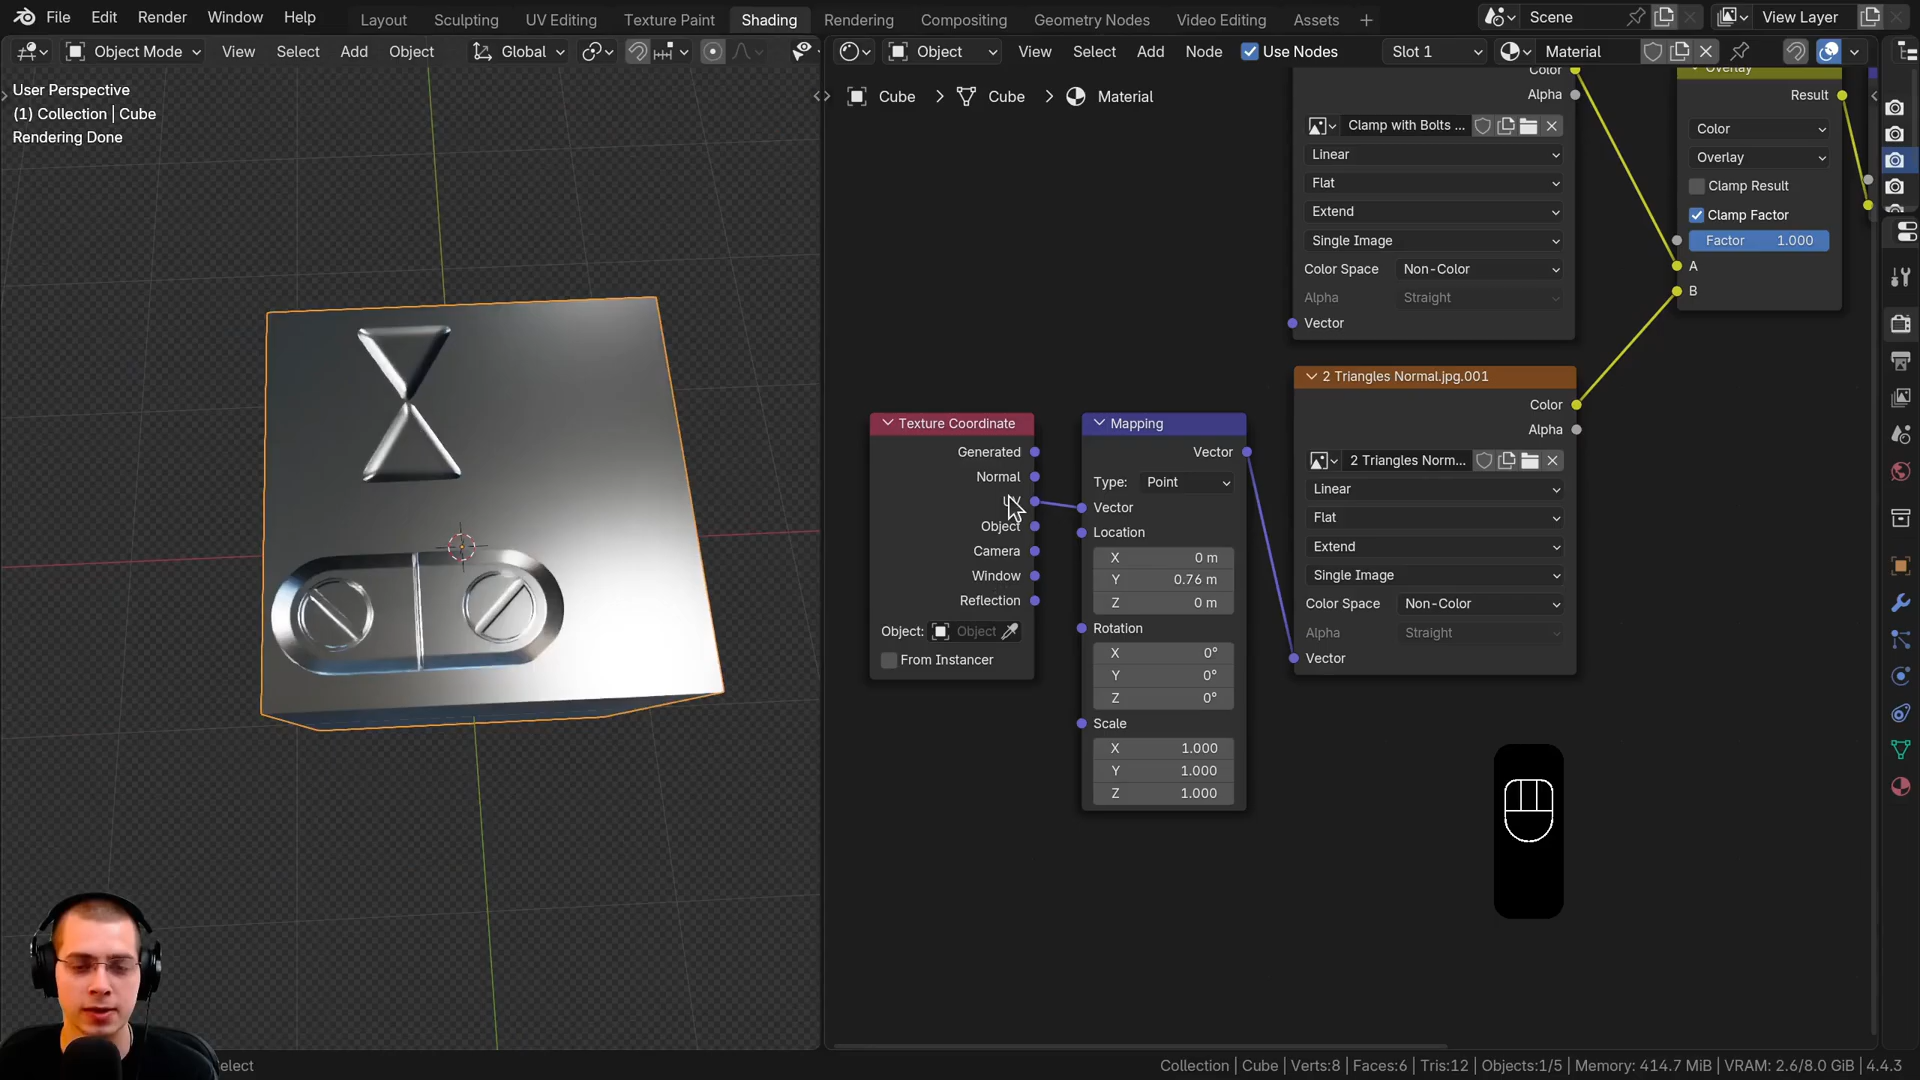 File Edit Render Window Help Layout Sculpting UV Editing Texture Paint Shading Rendering Compositing Geometry Nodes Video Editing Assets + Scene View Layer
Object Mode View Select Add Object Global
Object View Select Add Node Use Nodes Slot 1 Material
User Perspective
(1) Collection | Cube
Rendering Done
Cube > Cube > Material
Color
Alpha
Clamp with Bolts ...
Linear
Flat
Extend
Single Image
Color Space Non-Color
Alpha Straight
Vector
Overlay
Result
Color
Overlay
Clamp Result
Clamp Factor
Factor 1.000
A
B
Texture Coordinate
Generated
Normal
Object
Camera
Window
Reflection
Object: Object
From Instancer
Mapping
Vector
Type: Point
Vector
Location
X 0 m
Y 0.76 m
Z 0 m
Rotation
X 0°
Y 0°
Z 0°
Scale
X 1.000
Y 1.000
Z 1.000
2 Triangles Normal.jpg.001
Color
Alpha
2 Triangles Norm...
Linear
Flat
Extend
Single Image
Color Space Non-Color
Alpha Straight
Vector
elect
Collection | Cube | Verts:8 | Faces:6 | Tris:12 | Objects:1/5 | Memory: 414.7 MiB | VRAM: 2.6/8.0 GiB | 4.4.3